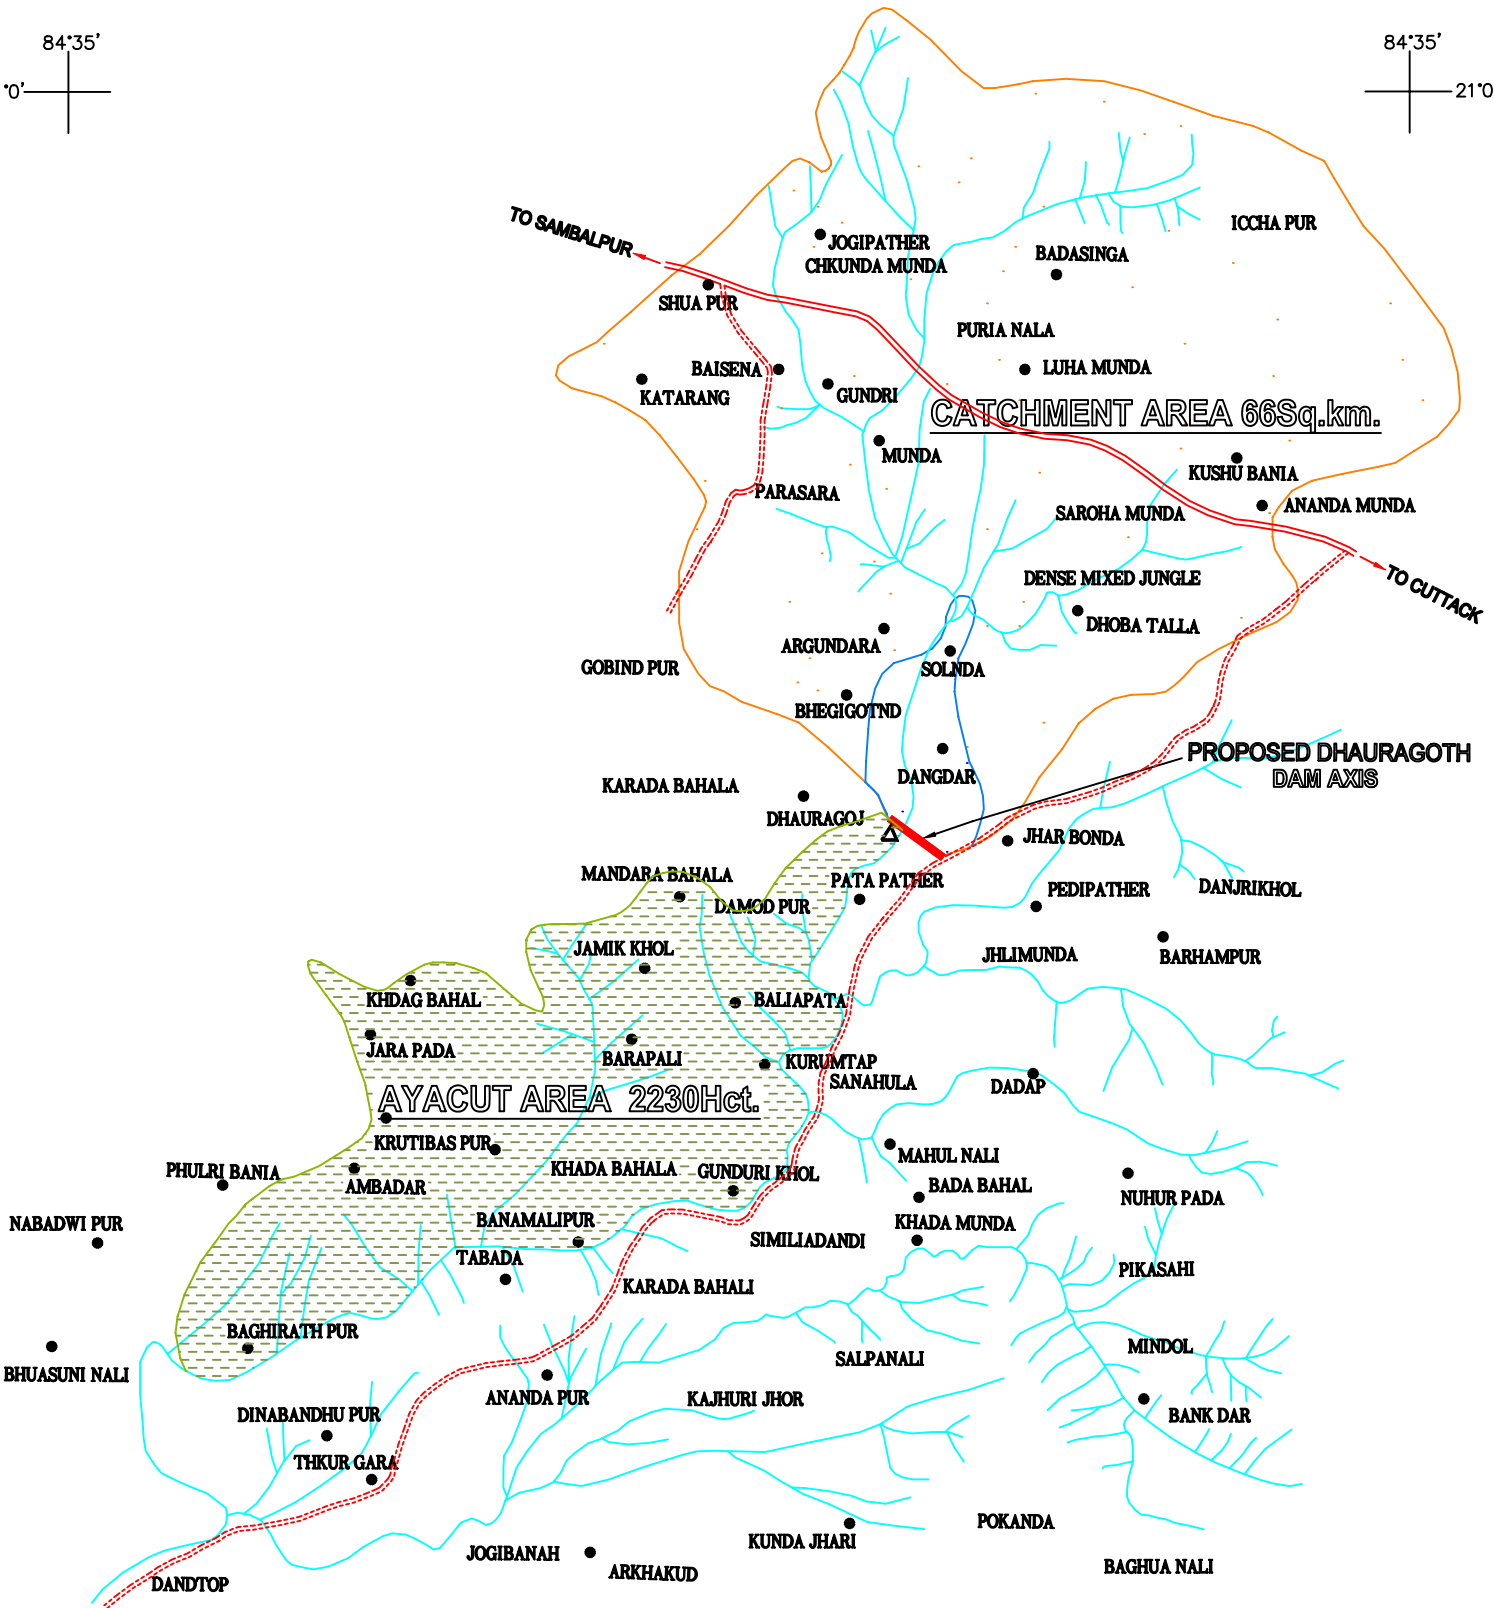 84°35'
84°35'
°0'
21°0
TO SAMBALPUR
ICCHA PUR
JOGIPATHER
CHKUNDA MUNDA
BADASINGA
SHUA PUR
PURIA NALA
BAISENA
LUHA MUNDA
KATARANG
GUNDRI
CATCHMENT AREA 66Sq.km.
MUNDA
KUSHU BANIA
PARASARA
ANANDA MUNDA
SAROHA MUNDA
DENSE MIXED JUNGLE
TO CUTTACK
DHOBA TALLA
ARGUNDARA
GOBIND PUR
SOLNDA
BHEGIGOTND
PROPOSED DHAURAGOTH
DAM AXIS
DANGDAR
KARADA BAHALA
DHAURAGOJ
JHAR BONDA
MANDARA BAHALA
PATA PATHER
PEDIPATHER
DANJRIKHOL
DAMOD PUR
JAMIK KHOL
JHLIMUNDA
BARHAMPUR
KHDAG BAHAL
BALIAPATA
JARA PADA
BARAPALI
KURUMTAP
SANAHULA
DADAP
AYACUT AREA 2230Hct.
KRUTIBAS PUR
MAHUL NALI
PHULRI BANIA
KHADA BAHALA
GUNDURI KHOL
AMBADAR
BADA BAHAL
NUHUR PADA
NABADWI PUR
BANAMALIPUR
KHADA MUNDA
SIMILIADANDI
TABADA
PIKASAHI
KARADA BAHALI
BAGHIRATH PUR
MINDOL
SALPANALI
BHUASUNI NALI
ANANDA PUR
KAJHURI JHOR
DINABANDHU PUR
BANK DAR
THKUR GARA
POKANDA
KUNDA JHARI
JOGIBANAH
BAGHUA NALI
ARKHAKUD
DANDTOP